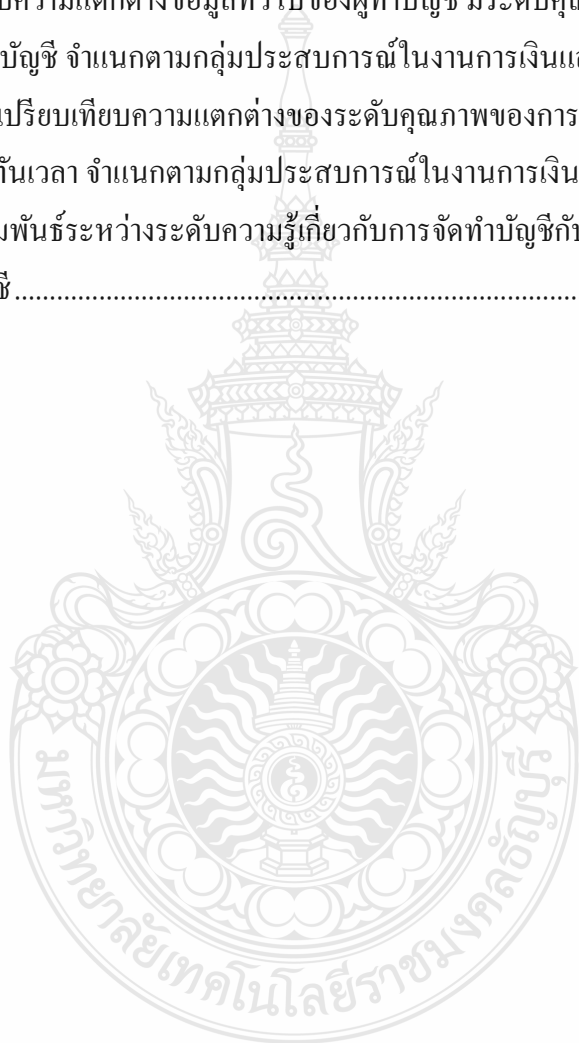 บความแตกต่างข้อมูลทั่วไปของผู้ทำบัญชี มีระดับคุณ
บัญชี จำแนกตามกลุ่มประสบการณ์ในงานการเงินแล
เปรียบเทียบความแตกต่างของระดับคุณภาพของการ
ทันเวลา จำแนกตามกลุ่มประสบการณ์ในงานการเงิน
มพันธ์ระหว่างระดับความรู้เกี่ยวกับการจัดทำบัญชีกับ
ชี................................................................................
มหาวิทยาลัยเทคโนโลยีราชมงคลธัญบุรี